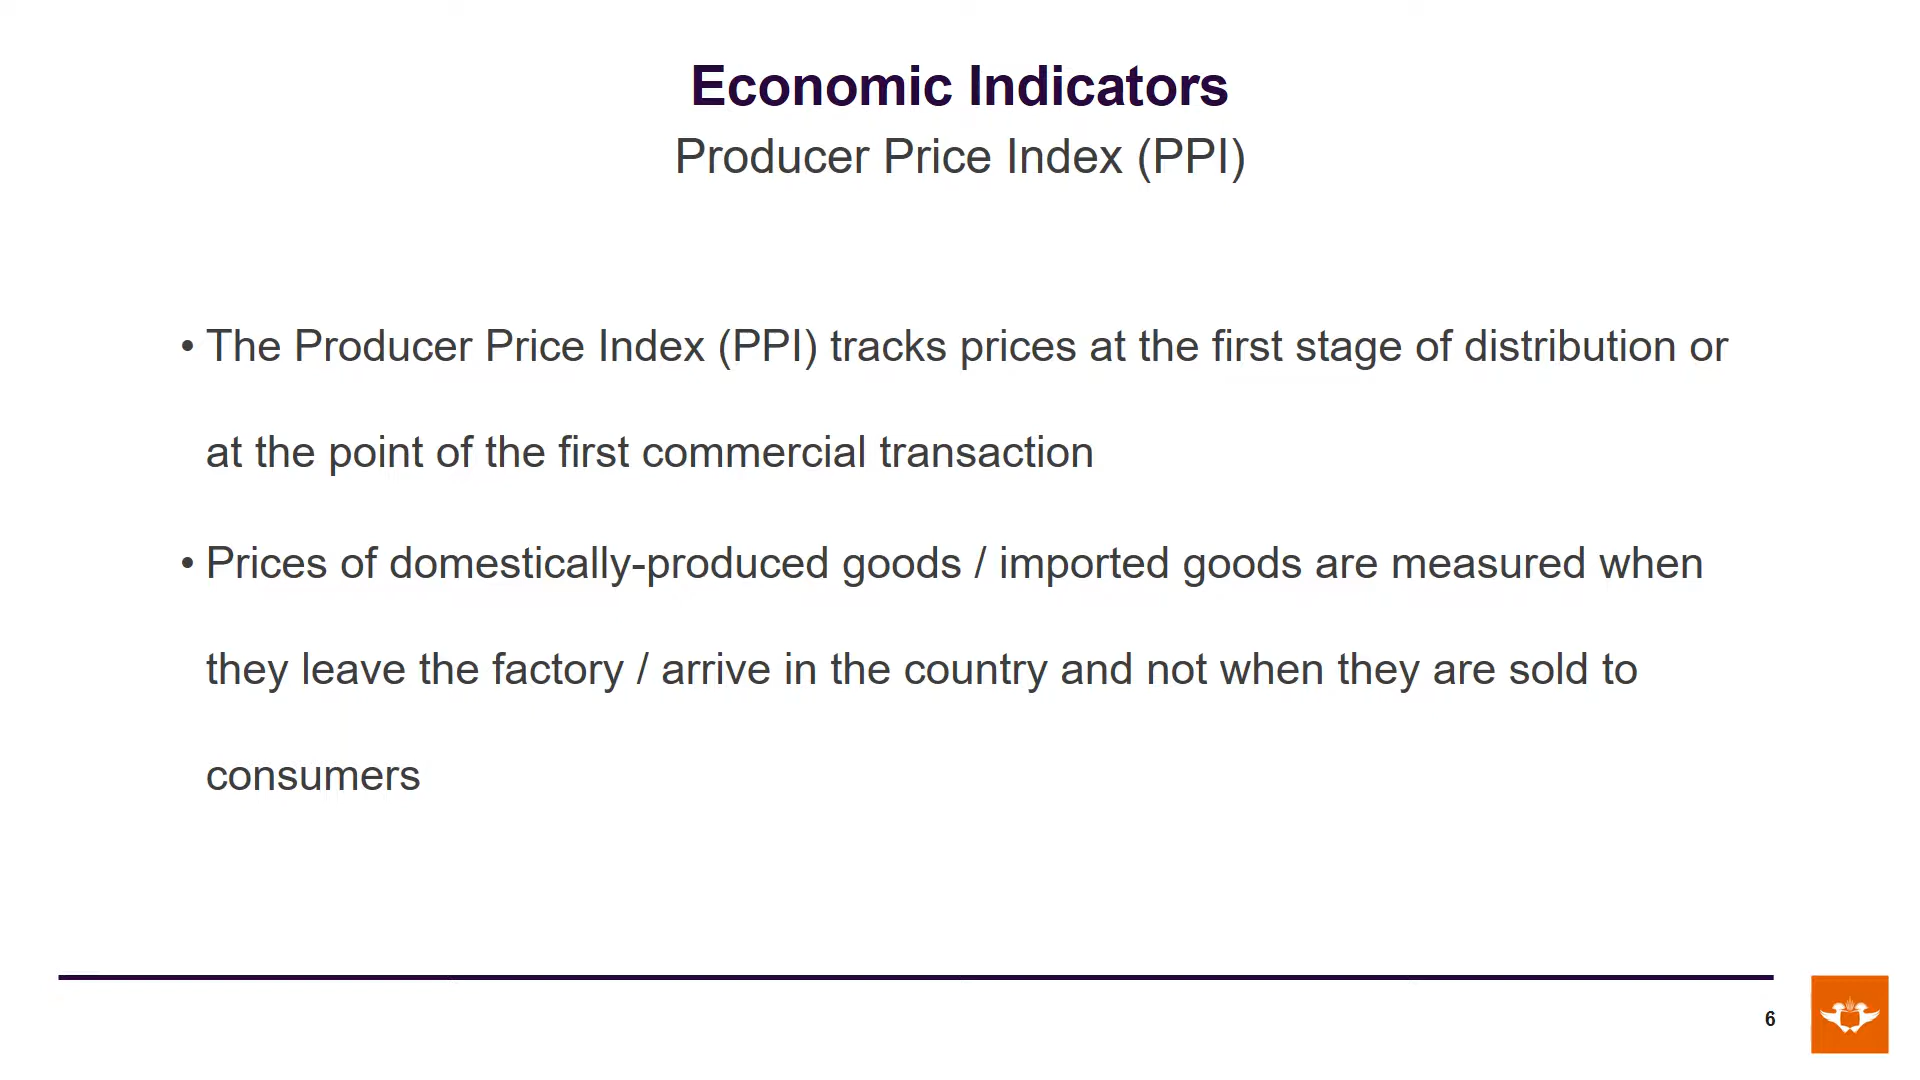 Economic Indicators
Producer Price Index (PPI)
• The Producer Price Index (PPI) tracks prices at the first stage of distribution or
at the point of the first commercial transaction
• Prices of domestically-produced goods / imported goods are measured when
they leave the factory / arrive in the country and not when they are sold to
consumers
6